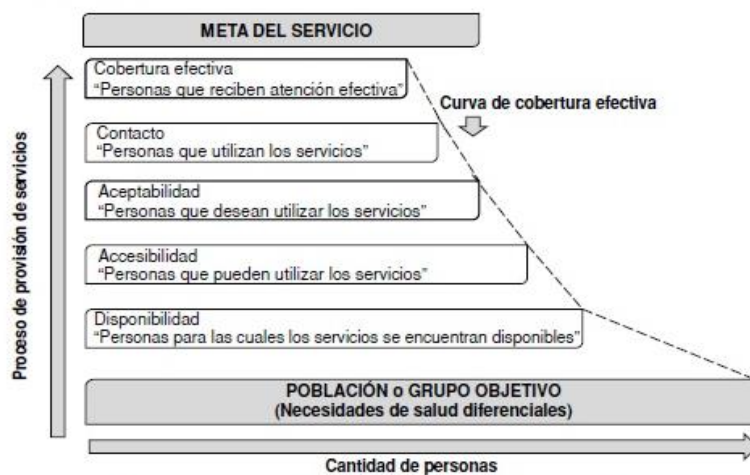 META DEL SERVICIO
Cobertura efectiva
“Personas que reciben atención efectiva”
Curva de cobertura efectiva
Contacto
“Personas que utilizan los servicios”
Aceptabilidad
“Personas que desean utilizar los servicios”
Accesibilidad
“Personas que pueden utilizar los servicios”
Disponibilidad
“Personas para las cuales los servicios se encuentran disponibles”
POBLACIÓN o GRUPO OBJETIVO
(Necesidades de salud diferenciales)
Proceso de provisión de servicios
Cantidad de personas